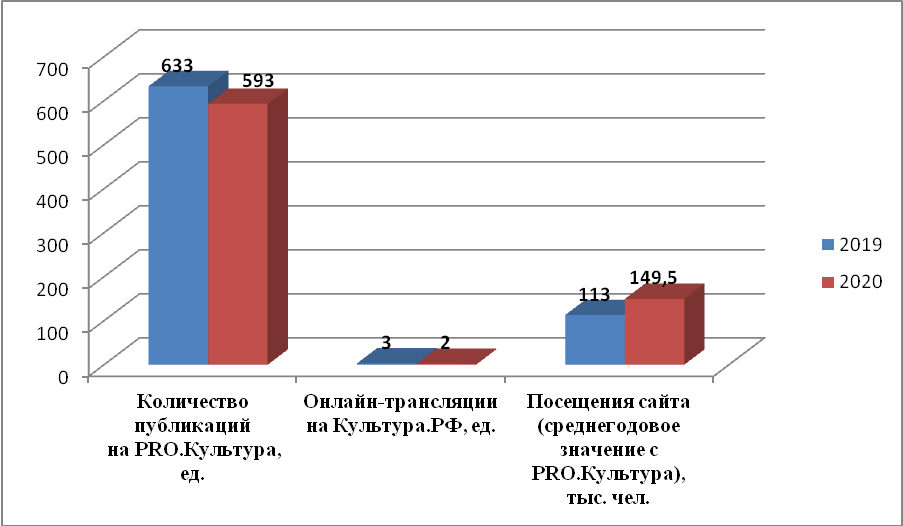 700
600
500
400
300
200
100
0
633
593
3
2
113
149,5
2019
2020
Количество
публикаций
на PRO.Культура,
ед.
Онлайн-трансляции
на Культура.РФ, ед.
Посещения сайта
(среднегодовое
значение с
PRO.Культура),
тыс. чел.